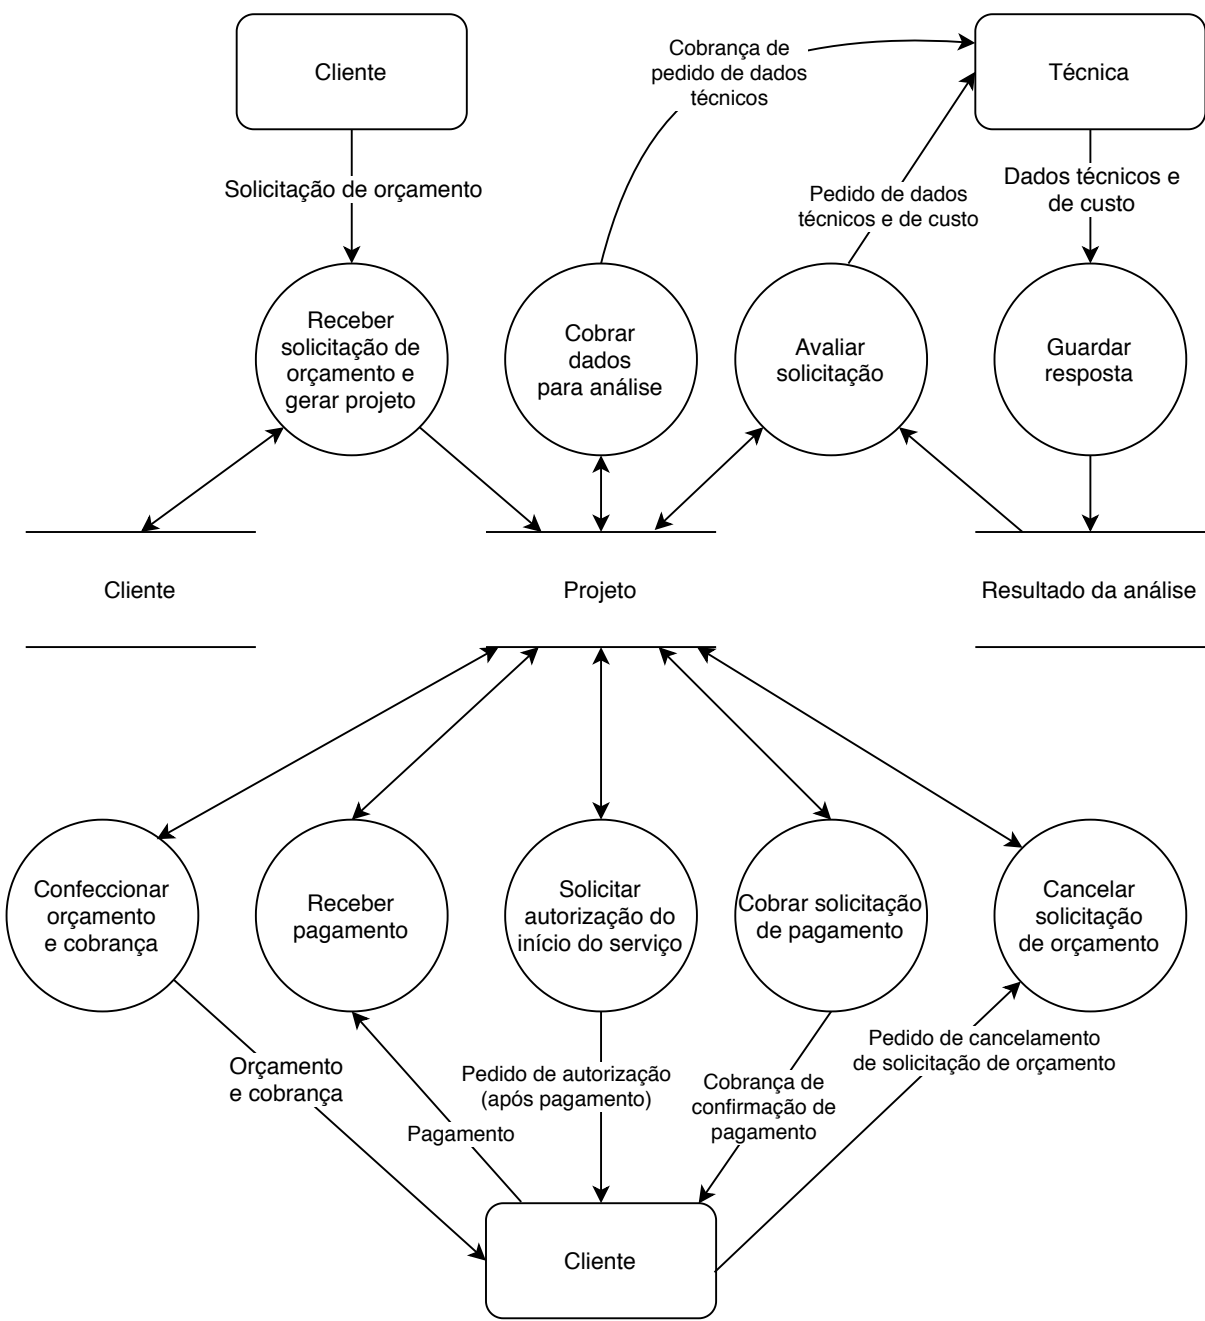 Cliente
Técnica
Cobrança de
pedido de dados
técnicos
Solicitação de orçamento
Pedido de dados
técnicos e de custo
Dados técnicos e
de custo
Receber
solicitação de
orçamento e
gerar projeto
Cobrar
dados
para análise
Avaliar
solicitação
Guardar
resposta
Cliente
Projeto
Resultado da análise
Confeccionar
orçamento
e cobrança
Receber
pagamento
Solicitar
autorização do
início do serviço
Cobrar solicitação
de pagamento
Cancelar
solicitação
de orçamento
Orçamento
e cobrança
Pagamento
Pedido de autorização
(após pagamento)
Cobrança de
confirmação de
pagamento
Pedido de cancelamento
de solicitação de orçamento
Cliente